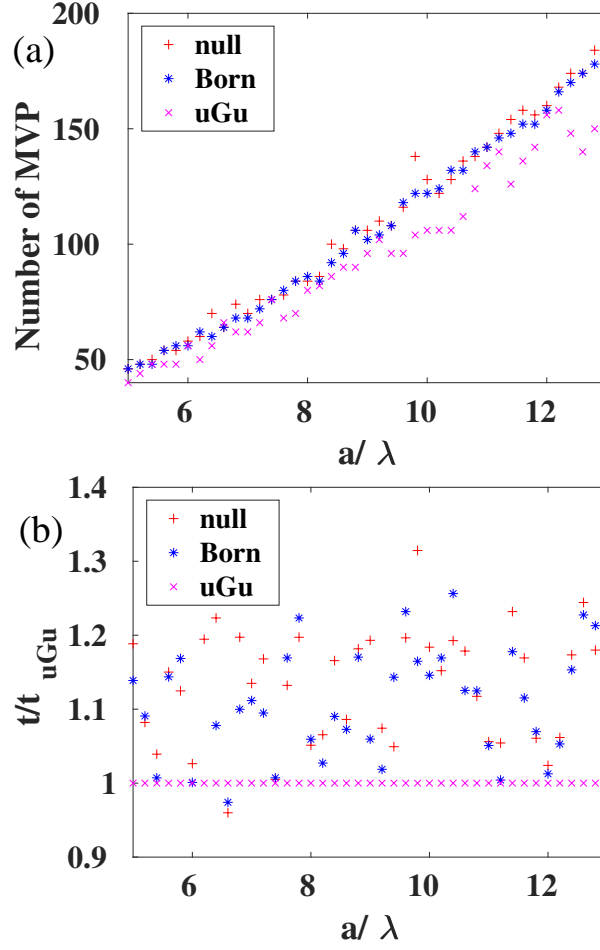 (a)
null
Born
uGu
Number of MVP
200
150
100
50
6 8 10 12
a/ λ
(b)
null
Born
uGu
t/t uGu
1.4
1.3
1.2
1.1
1
0.9
6 8 10 12
a/ λ